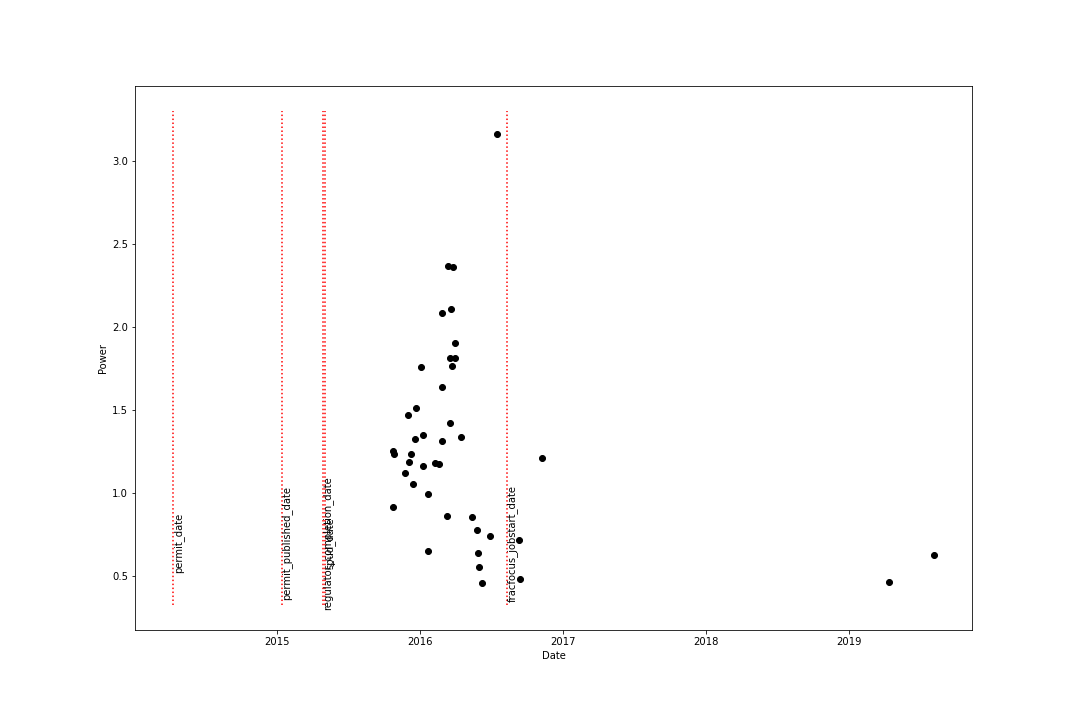 3.0
2.5
2.0
1.5
1.0
0.5
Power
permit_date
permit_published_date
spud_date
fracfocus_jobstart_date
2015
2016
2017
2018
2019
Date